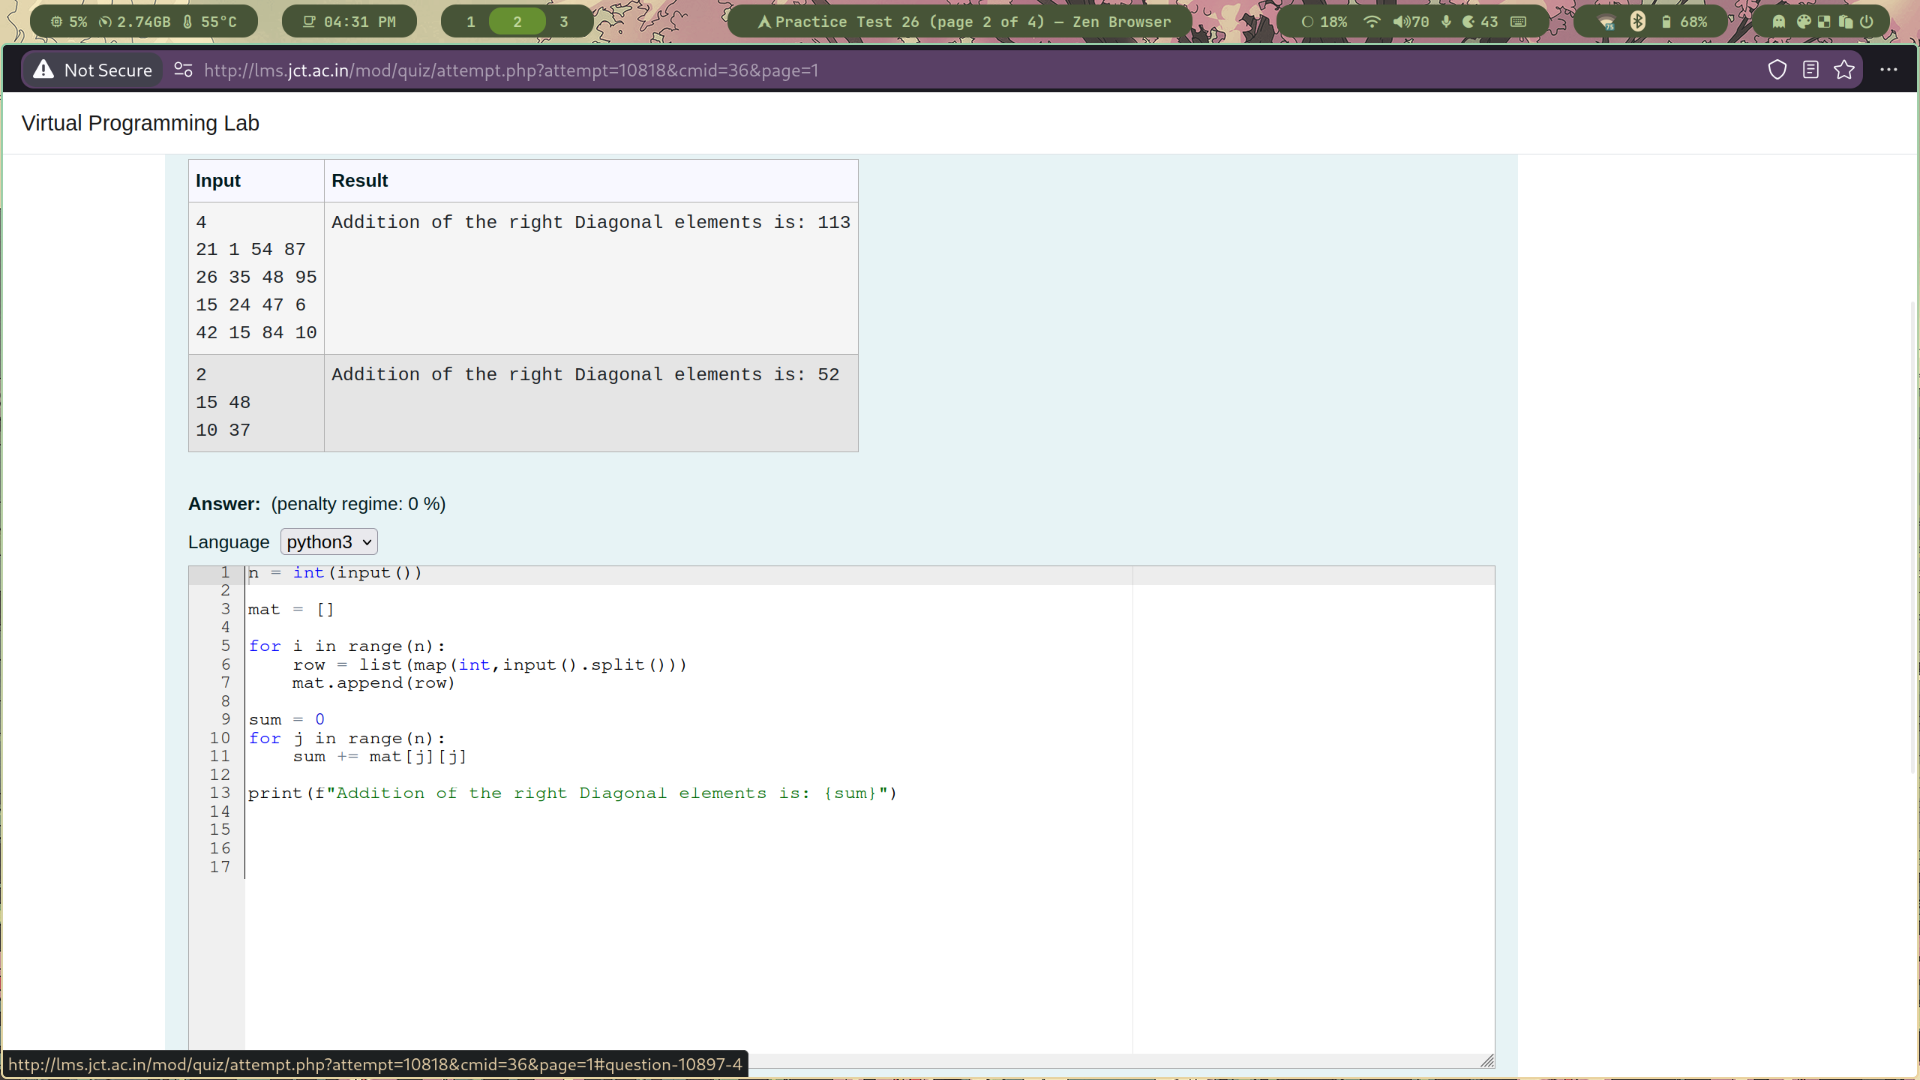 5% 2.74GB 55°C
04:31 PM
1 2 3
Practice Test 26 (page 2 of 4) — Zen Browser
18% 70 43
68%
Not Secure http://lms.jct.ac.in/mod/quiz/attempt.php?attempt=10818&cmid=36&page=1
Virtual Programming Lab
Input Result
4 Addition of the right Diagonal elements is: 113
21 1 54 87
26 35 48 95
15 24 47 6
42 15 84 10
2 Addition of the right Diagonal elements is: 52
15 48
10 37
Answer: (penalty regime: 0 %)
Language python3
1 n = int(input())
2
3 mat = []
4
5 for i in range(n):
6 row = list(map(int,input().split()))
7 mat.append(row)
8
9 sum = 0
10 for j in range(n):
11 sum += mat[j][j]
12
13 print(f"Addition of the right Diagonal elements is: {sum}")
14
15
16
17
http://lms.jct.ac.in/mod/quiz/attempt.php?attempt=10818&cmid=36&page=1#question-10897-4